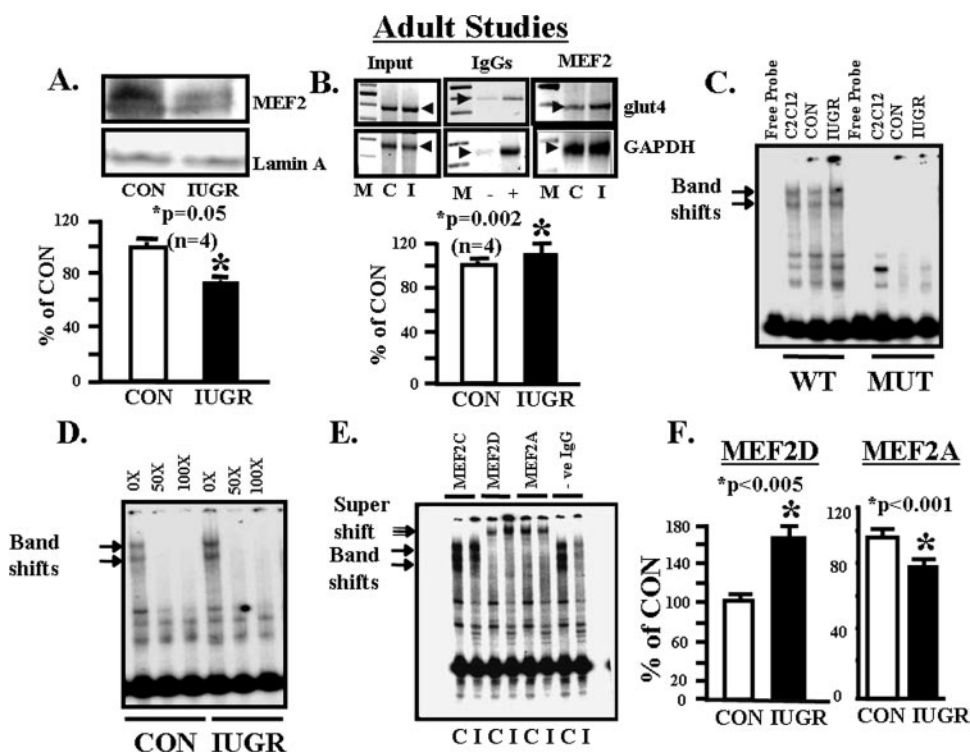 Adult Studies
A.
MEF2
Lamin A
CON IUGR
*p=0.05
(n=4)
*
120
80
40
0
% of CON
CON IUGR
B.
Input IgGs MEF2
glut4
GAPDH
M C I M - + M C I
*p=0.002
(n=4)
*
120
80
40
0
% of CON
CON IUGR
C.
Free Probe
C2C12
CON
IUGR
Free Probe
C2C12
CON
IUGR
Band
shifts
WT MUT
D.
0X
50X
100X
0X
50X
100X
Band
shifts
CON IUGR
E.
MEF2C
MEF2D
MEF2A
- ve IgG
Super
shift
Band
shifts
C I C I C I C I
F.
MEF2D
*p<0.005
*
180
140
100
60
20
0
% of CON
CON IUGR
MEF2A
*p<0.001
*
120
80
40
0
CON IUGR